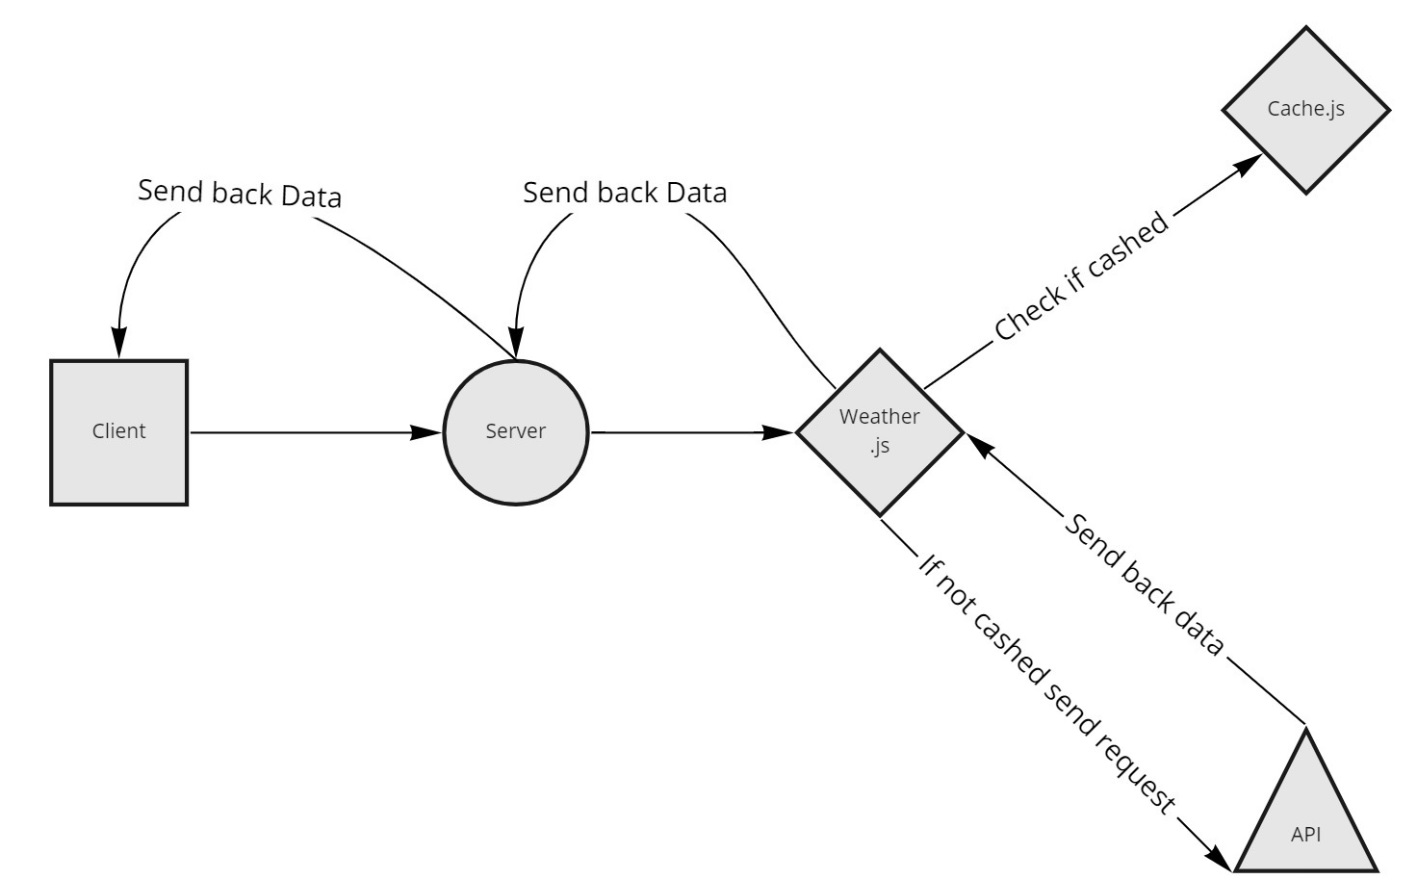 Cache.js
Send back Data
Send back Data
Check if cashed
Client
Server
Weather
.js
Send back data
If not cashed send request
API